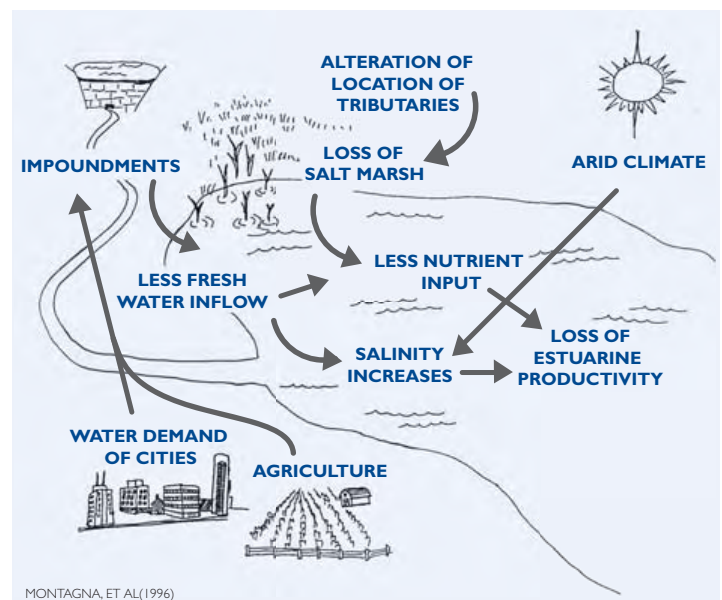 ALTERATION OF
LOCATION OF
TRIBUTARIES
IMPOUNDMENTS
LOSS OF
SALT MARSH
ARID CLIMATE
LESS FRESH
WATER INFLOW
LESS NUTRIENT
INPUT
SALINITY
INCREASES
LOSS OF
ESTUARINE
PRODUCTIVITY
WATER DEMAND
OF CITIES
AGRICULTURE
MONTAGNA, ET AL(1996)